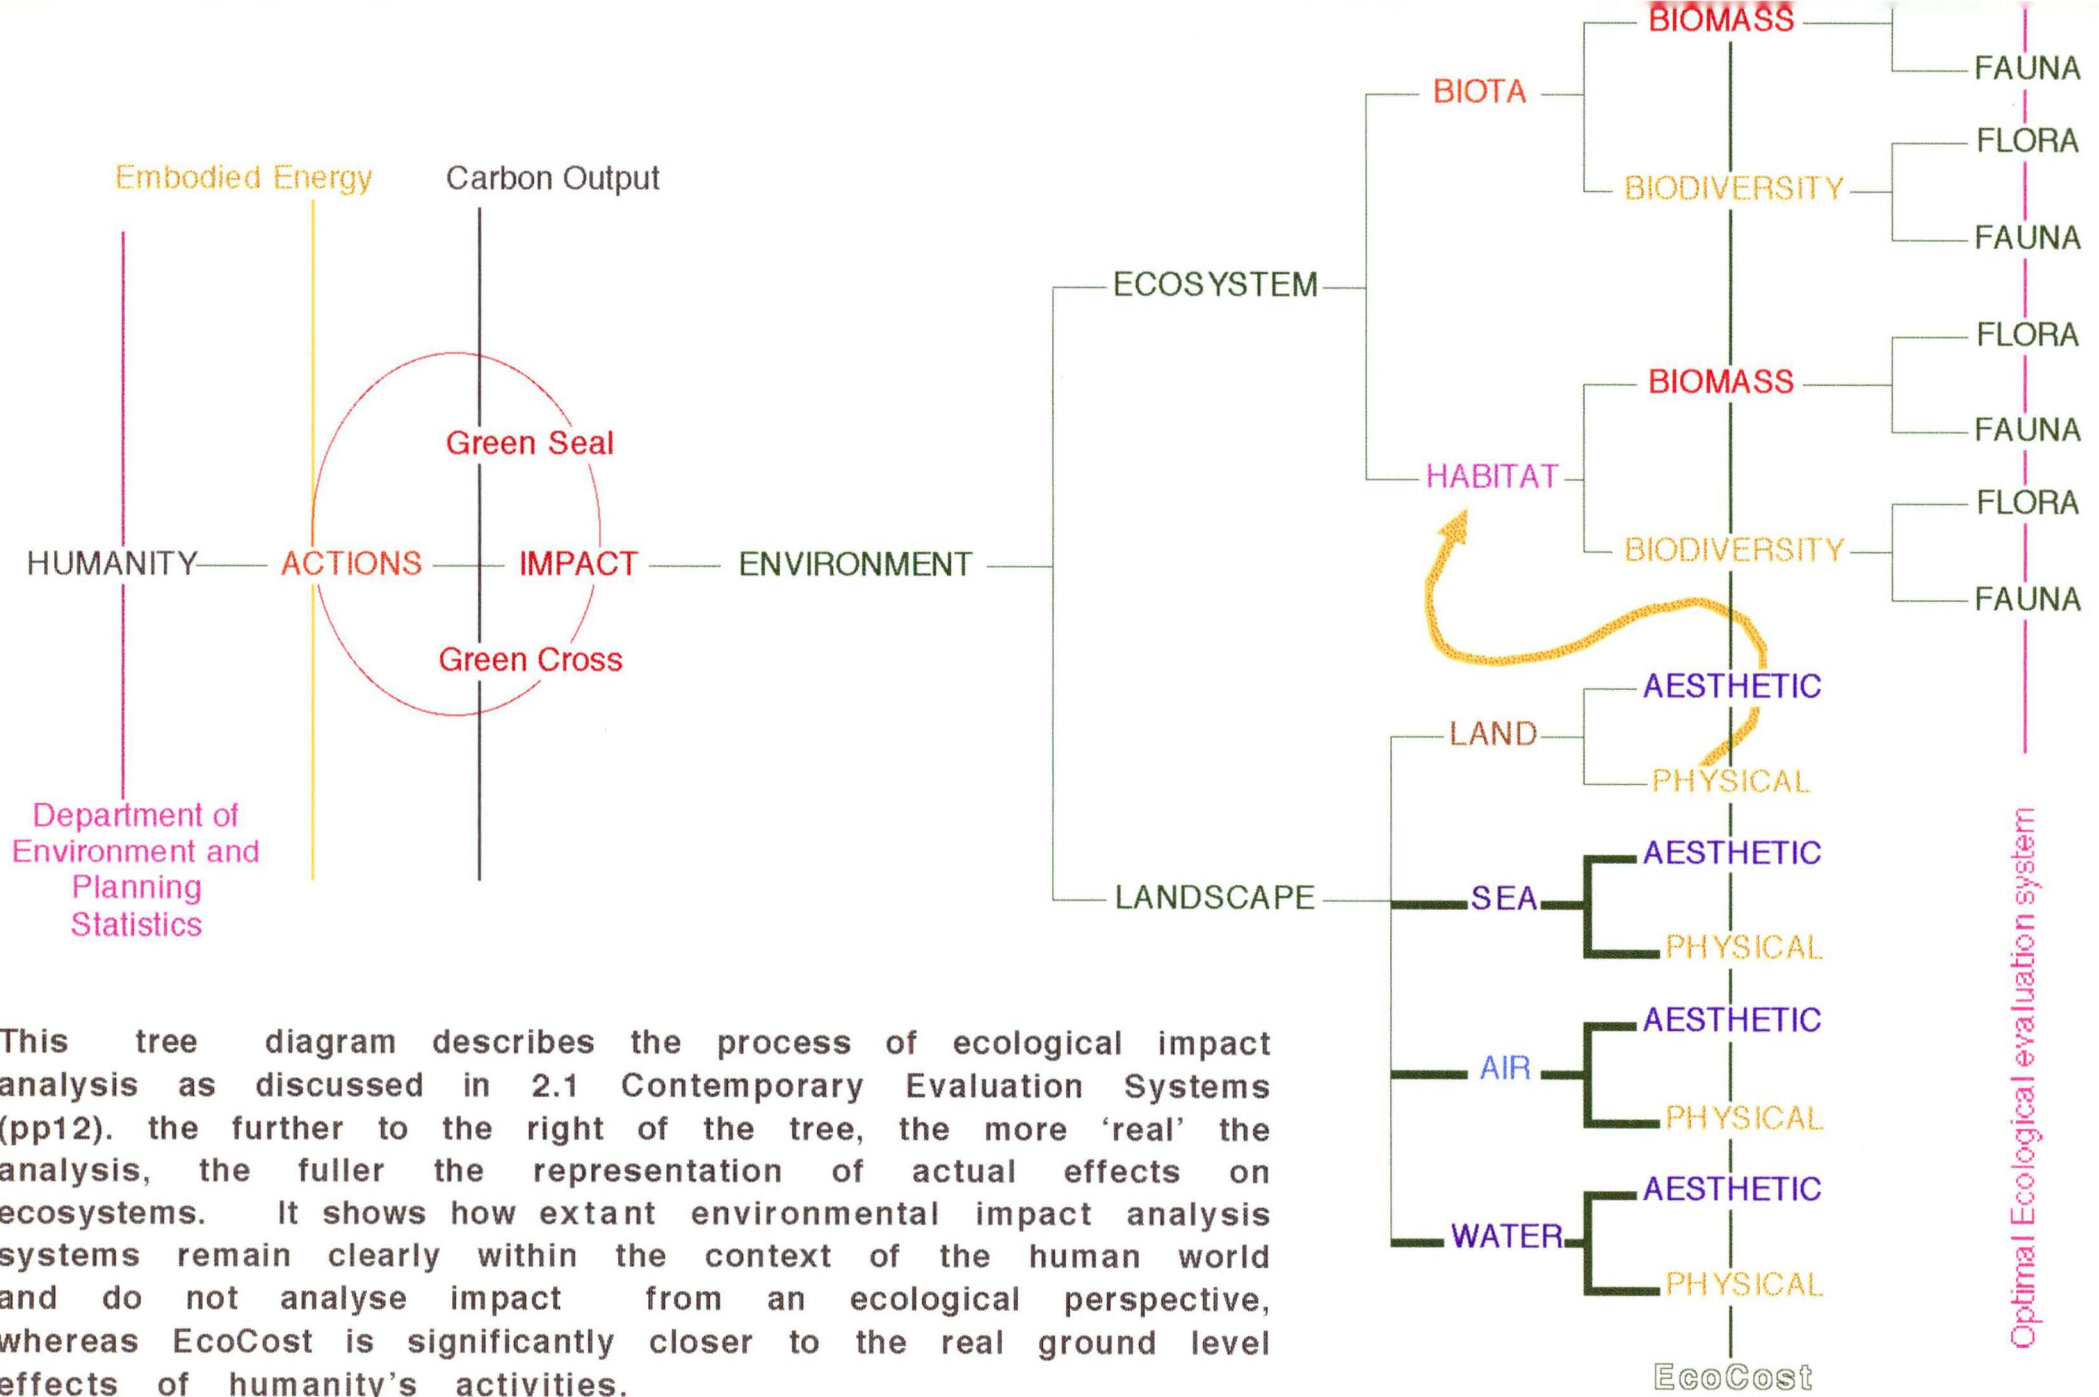 BIOMASS
FAUNA
BIOTA
FLORA
Embodied Energy
Carbon Output
BIODIVERSITY
FAUNA
ECOSYSTEM
FLORA
BIOMASS
FAUNA
Green Seal
HABITAT
FLORA
HUMANITY
ACTIONS
IMPACT
ENVIRONMENT
BIODIVERSITY
FAUNA
Green Cross
AESTHETIC
LAND
PHYSICAL
Department of
Environment and
Planning
Statistics
AESTHETIC
LANDSCAPE
SEA
PHYSICAL
AESTHETIC
AIR
PHYSICAL
AESTHETIC
WATER
PHYSICAL
EcoCost
Optimal Ecological evaluation system
This tree diagram describes the process of ecological impact
analysis as discussed in 2.1 Contemporary Evaluation Systems
(pp12). the further to the right of the tree, the more ‘real’ the
analysis, the fuller the representation of actual effects on
ecosystems. It shows how extant environmental impact analysis
systems remain clearly within the context of the human world
and do not analyse impact from an ecological perspective,
whereas EcoCost is significantly closer to the real ground level
effects of humanity's activities.